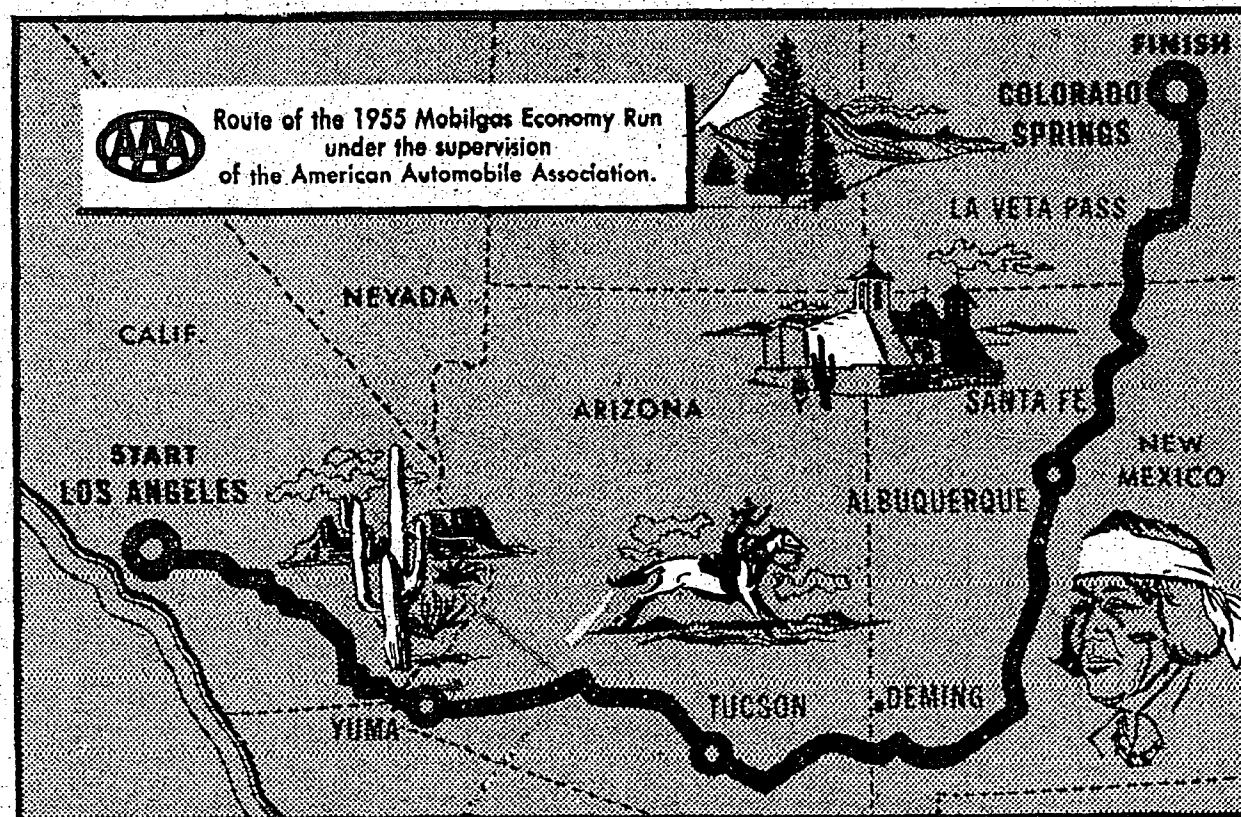 FINISH
COLORADO
SPRINGS
AAA
Route of the 1955 Mobilgas Economy Run
under the supervision
of the American Automobile Association.
LA VETA PASS
NEVADA
CALIF.
ARIZONA
SANTA FE
NEW
MEXICO
START
LOS ANGELES
ALBUQUERQUE
YUMA
TUCSON
DEMING